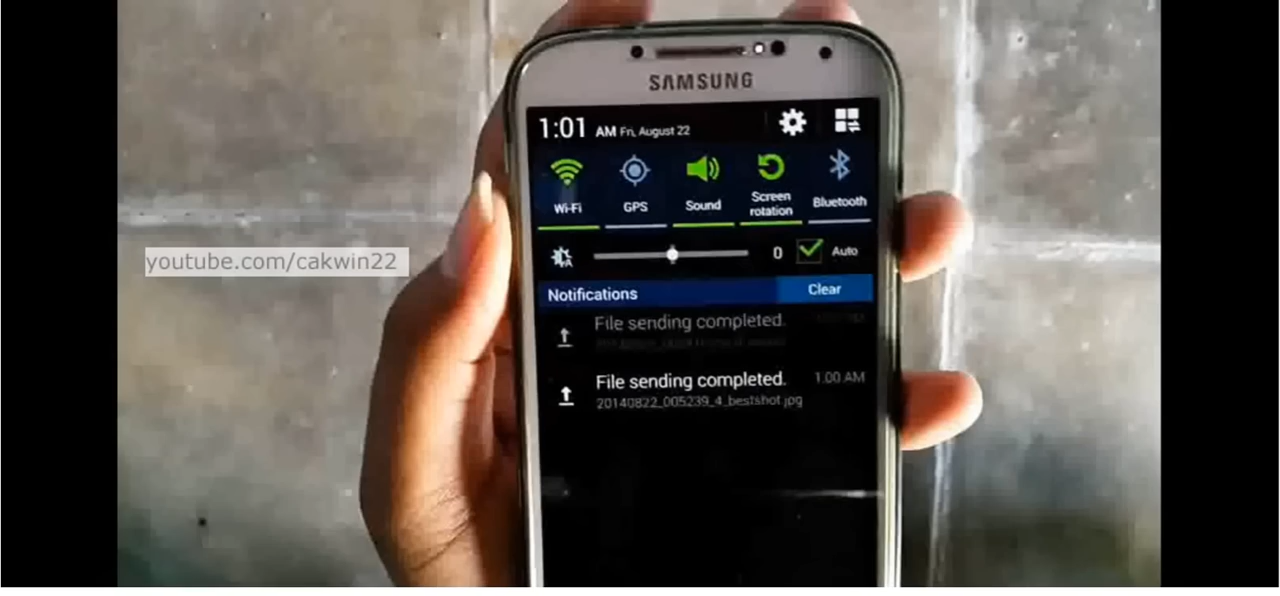 SAMSUNG
1:01 AM Fri, August 22
Wi-Fi
GPS
Sound
Screen
rotation
Bluetooth
0
Auto
youtube.com/cakwin22
Notifications
Clear
File sending completed.
File sending completed.
1:00 AM
20140822_005239_4_bestshot.jpg